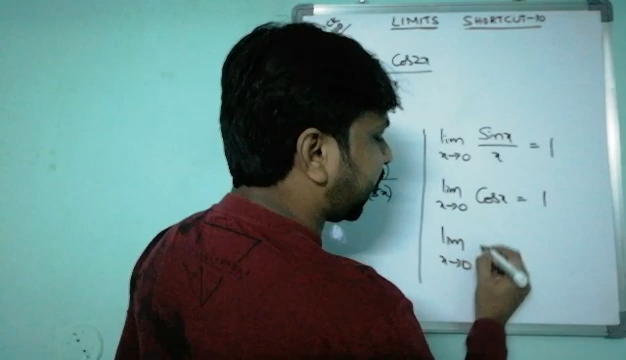 LIMITS SHORTCUT-10
Cos2x
lim x→0 Sinx/x = 1
lim x→0 Cosx = 1
lim x→0